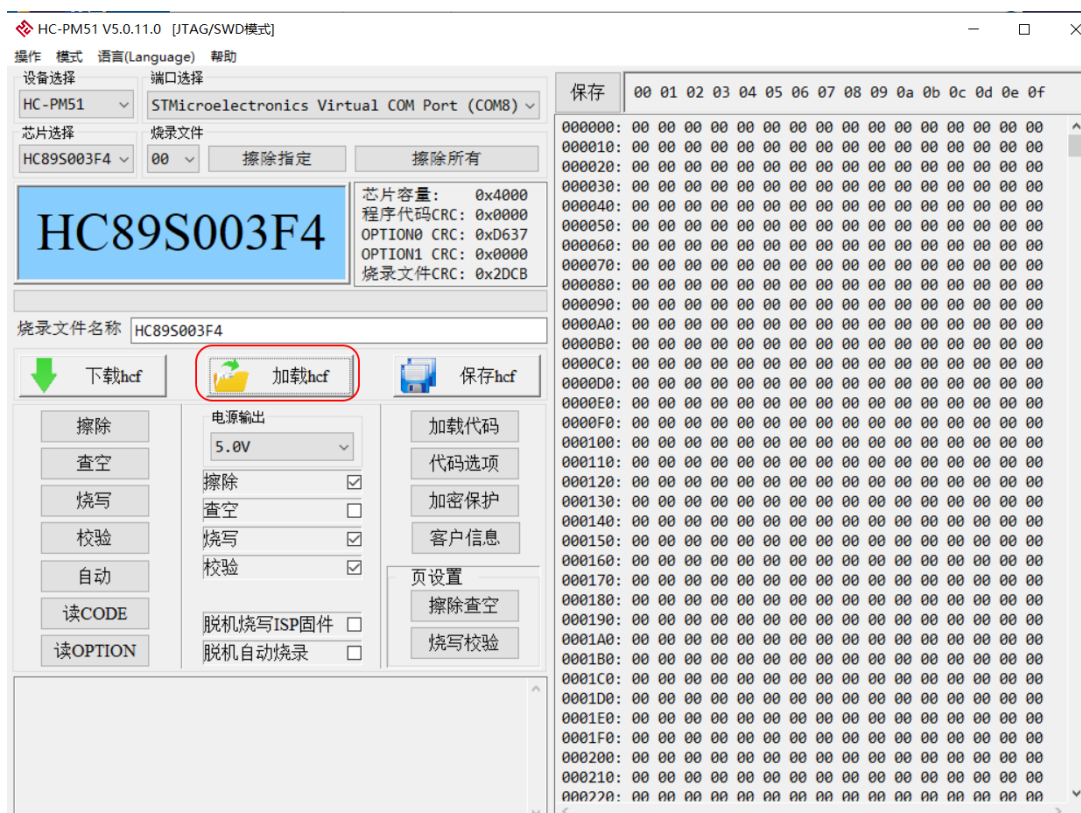 HC-PM51 V5.0.11.0 [JTAG/SWD模式]
操作 模式 语言(Language) 帮助
设备选择 端口选择
HC-PM51 STMicroelectronics Virtual COM Port (COM8)
芯片选择 烧录文件
HC89S003F4 00 擦除指定 擦除所有
HC89S003F4
芯片容量: 0x4000
程序代码CRC: 0x0000
OPTION0 CRC: 0xD637
OPTION1 CRC: 0x0000
烧录文件CRC: 0x2DCB
烧录文件名称 HC89S003F4
下载hcf 加载hcf 保存hcf
擦除
查空
烧写
校验
自动
读CODE
读OPTION
电源输出
5.0V
擦除
查空
烧写
校验
脱机烧写ISP固件
脱机自动烧录
加载代码
代码选项
加密保护
客户信息
页设置
擦除查空
烧写校验
保存 00 01 02 03 04 05 06 07 08 09 0a 0b 0c 0d 0e 0f
000000: 00 00 00 00 00 00 00 00 00 00 00 00 00 00 00 00
000010: 00 00 00 00 00 00 00 00 00 00 00 00 00 00 00 00
000020: 00 00 00 00 00 00 00 00 00 00 00 00 00 00 00 00
000030: 00 00 00 00 00 00 00 00 00 00 00 00 00 00 00 00
000040: 00 00 00 00 00 00 00 00 00 00 00 00 00 00 00 00
000050: 00 00 00 00 00 00 00 00 00 00 00 00 00 00 00 00
000060: 00 00 00 00 00 00 00 00 00 00 00 00 00 00 00 00
000070: 00 00 00 00 00 00 00 00 00 00 00 00 00 00 00 00
000080: 00 00 00 00 00 00 00 00 00 00 00 00 00 00 00 00
000090: 00 00 00 00 00 00 00 00 00 00 00 00 00 00 00 00
0000A0: 00 00 00 00 00 00 00 00 00 00 00 00 00 00 00 00
0000B0: 00 00 00 00 00 00 00 00 00 00 00 00 00 00 00 00
0000C0: 00 00 00 00 00 00 00 00 00 00 00 00 00 00 00 00
0000D0: 00 00 00 00 00 00 00 00 00 00 00 00 00 00 00 00
0000E0: 00 00 00 00 00 00 00 00 00 00 00 00 00 00 00 00
0000F0: 00 00 00 00 00 00 00 00 00 00 00 00 00 00 00 00
000100: 00 00 00 00 00 00 00 00 00 00 00 00 00 00 00 00
000110: 00 00 00 00 00 00 00 00 00 00 00 00 00 00 00 00
000120: 00 00 00 00 00 00 00 00 00 00 00 00 00 00 00 00
000130: 00 00 00 00 00 00 00 00 00 00 00 00 00 00 00 00
000140: 00 00 00 00 00 00 00 00 00 00 00 00 00 00 00 00
000150: 00 00 00 00 00 00 00 00 00 00 00 00 00 00 00 00
000160: 00 00 00 00 00 00 00 00 00 00 00 00 00 00 00 00
000170: 00 00 00 00 00 00 00 00 00 00 00 00 00 00 00 00
000180: 00 00 00 00 00 00 00 00 00 00 00 00 00 00 00 00
000190: 00 00 00 00 00 00 00 00 00 00 00 00 00 00 00 00
0001A0: 00 00 00 00 00 00 00 00 00 00 00 00 00 00 00 00
0001B0: 00 00 00 00 00 00 00 00 00 00 00 00 00 00 00 00
0001C0: 00 00 00 00 00 00 00 00 00 00 00 00 00 00 00 00
0001D0: 00 00 00 00 00 00 00 00 00 00 00 00 00 00 00 00
0001E0: 00 00 00 00 00 00 00 00 00 00 00 00 00 00 00 00
0001F0: 00 00 00 00 00 00 00 00 00 00 00 00 00 00 00 00
000200: 00 00 00 00 00 00 00 00 00 00 00 00 00 00 00 00
000210: 00 00 00 00 00 00 00 00 00 00 00 00 00 00 00 00
000220: 00 00 00 00 00 00 00 00 00 00 00 00 00 00 00 00